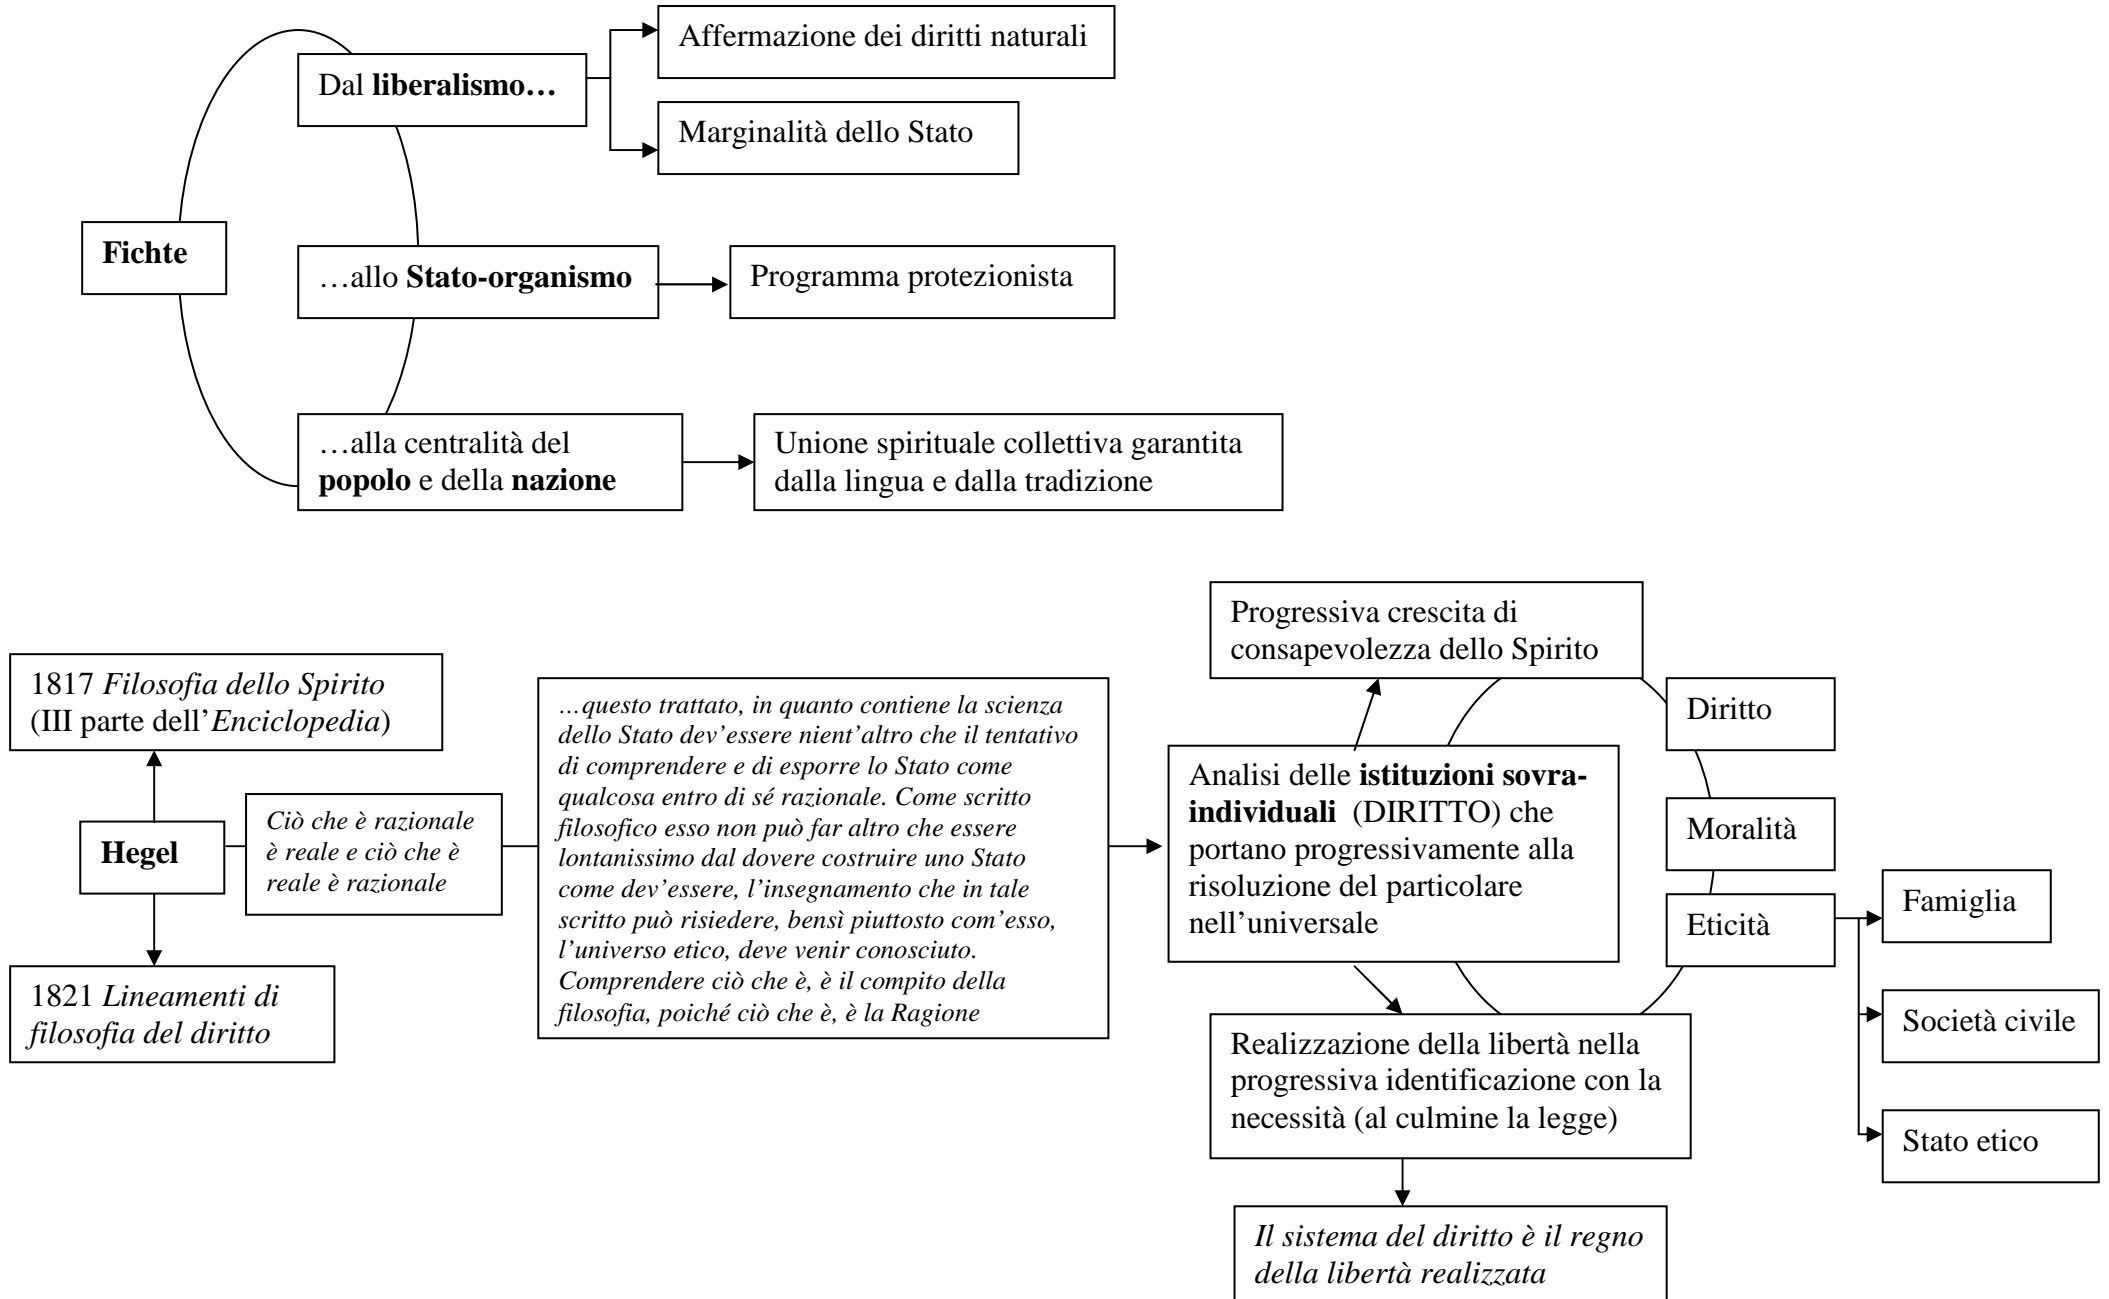 Affermazione dei diritti naturali
Dal liberalismo…
Marginalità dello Stato
Fichte
…allo Stato-organismo
Programma protezionista
…alla centralità del
popolo e della nazione
Unione spirituale collettiva garantita
dalla lingua e dalla tradizione
1817 Filosofia dello Spirito
(III parte dell’Enciclopedia)
Hegel
1821 Lineamenti di
filosofia del diritto
Ciò che è razionale
è reale e ciò che è
reale è razionale
…questo trattato, in quanto contiene la scienza
dello Stato dev’essere nient’altro che il tentativo
di comprendere e di esporre lo Stato come
qualcosa entro di sé razionale. Come scritto
filosofico esso non può far altro che essere
lontanissimo dal dovere costruire uno Stato
come dev’essere, l’insegnamento che in tale
scritto può risiedere, bensì piuttosto com’esso,
l’universo etico, deve venir conosciuto.
Comprendere ciò che è, è il compito della
filosofia, poiché ciò che è, è la Ragione
Progressiva crescita di
consapevolezza dello Spirito
Analisi delle istituzioni sovra-
individuali (DIRITTO) che
portano progressivamente alla
risoluzione del particolare
nell’universale
Realizzazione della libertà nella
progressiva identificazione con la
necessità (al culmine la legge)
Il sistema del diritto è il regno
della libertà realizzata
Diritto
Moralità
Eticità
Famiglia
Società civile
Stato etico